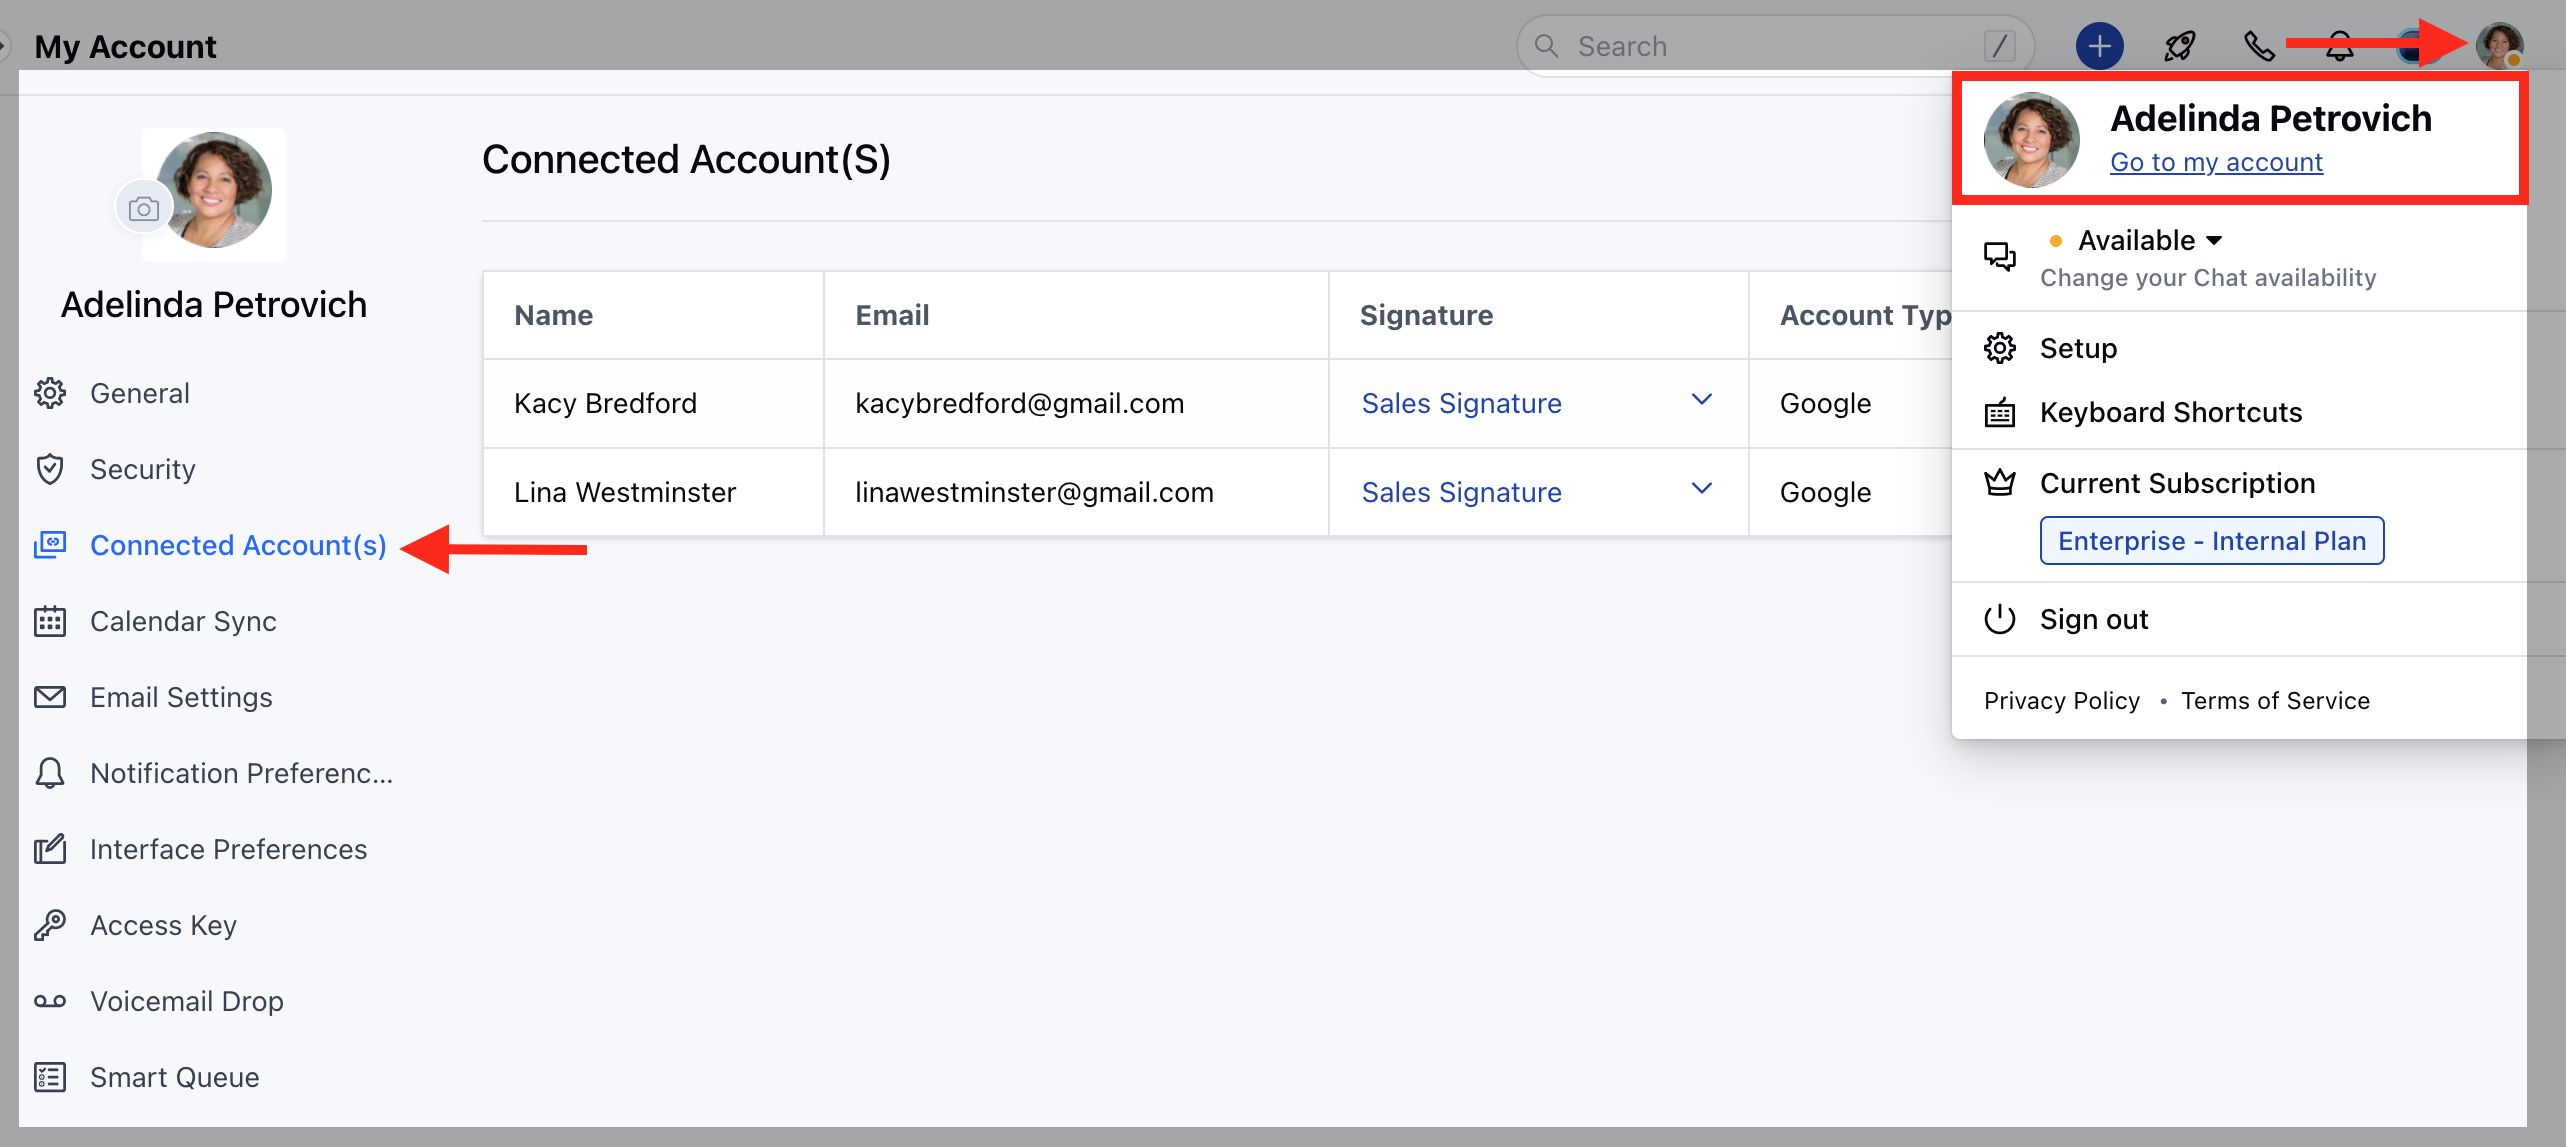 My Account
Search
/
Adelinda Petrovich
Go to my account
Available
Change your Chat availability
Setup
Keyboard Shortcuts
Current Subscription
Enterprise - Internal Plan
Sign out
Privacy Policy • Terms of Service
Adelinda Petrovich
General
Security
Connected Account(s)
Calendar Sync
Email Settings
Notification Preferenc...
Interface Preferences
Access Key
Voicemail Drop
Smart Queue
Connected Account(S)
Name Email Signature Account Typ
Kacy Bredford kacybredford@gmail.com Sales Signature Google
Lina Westminster linawestminster@gmail.com Sales Signature Google